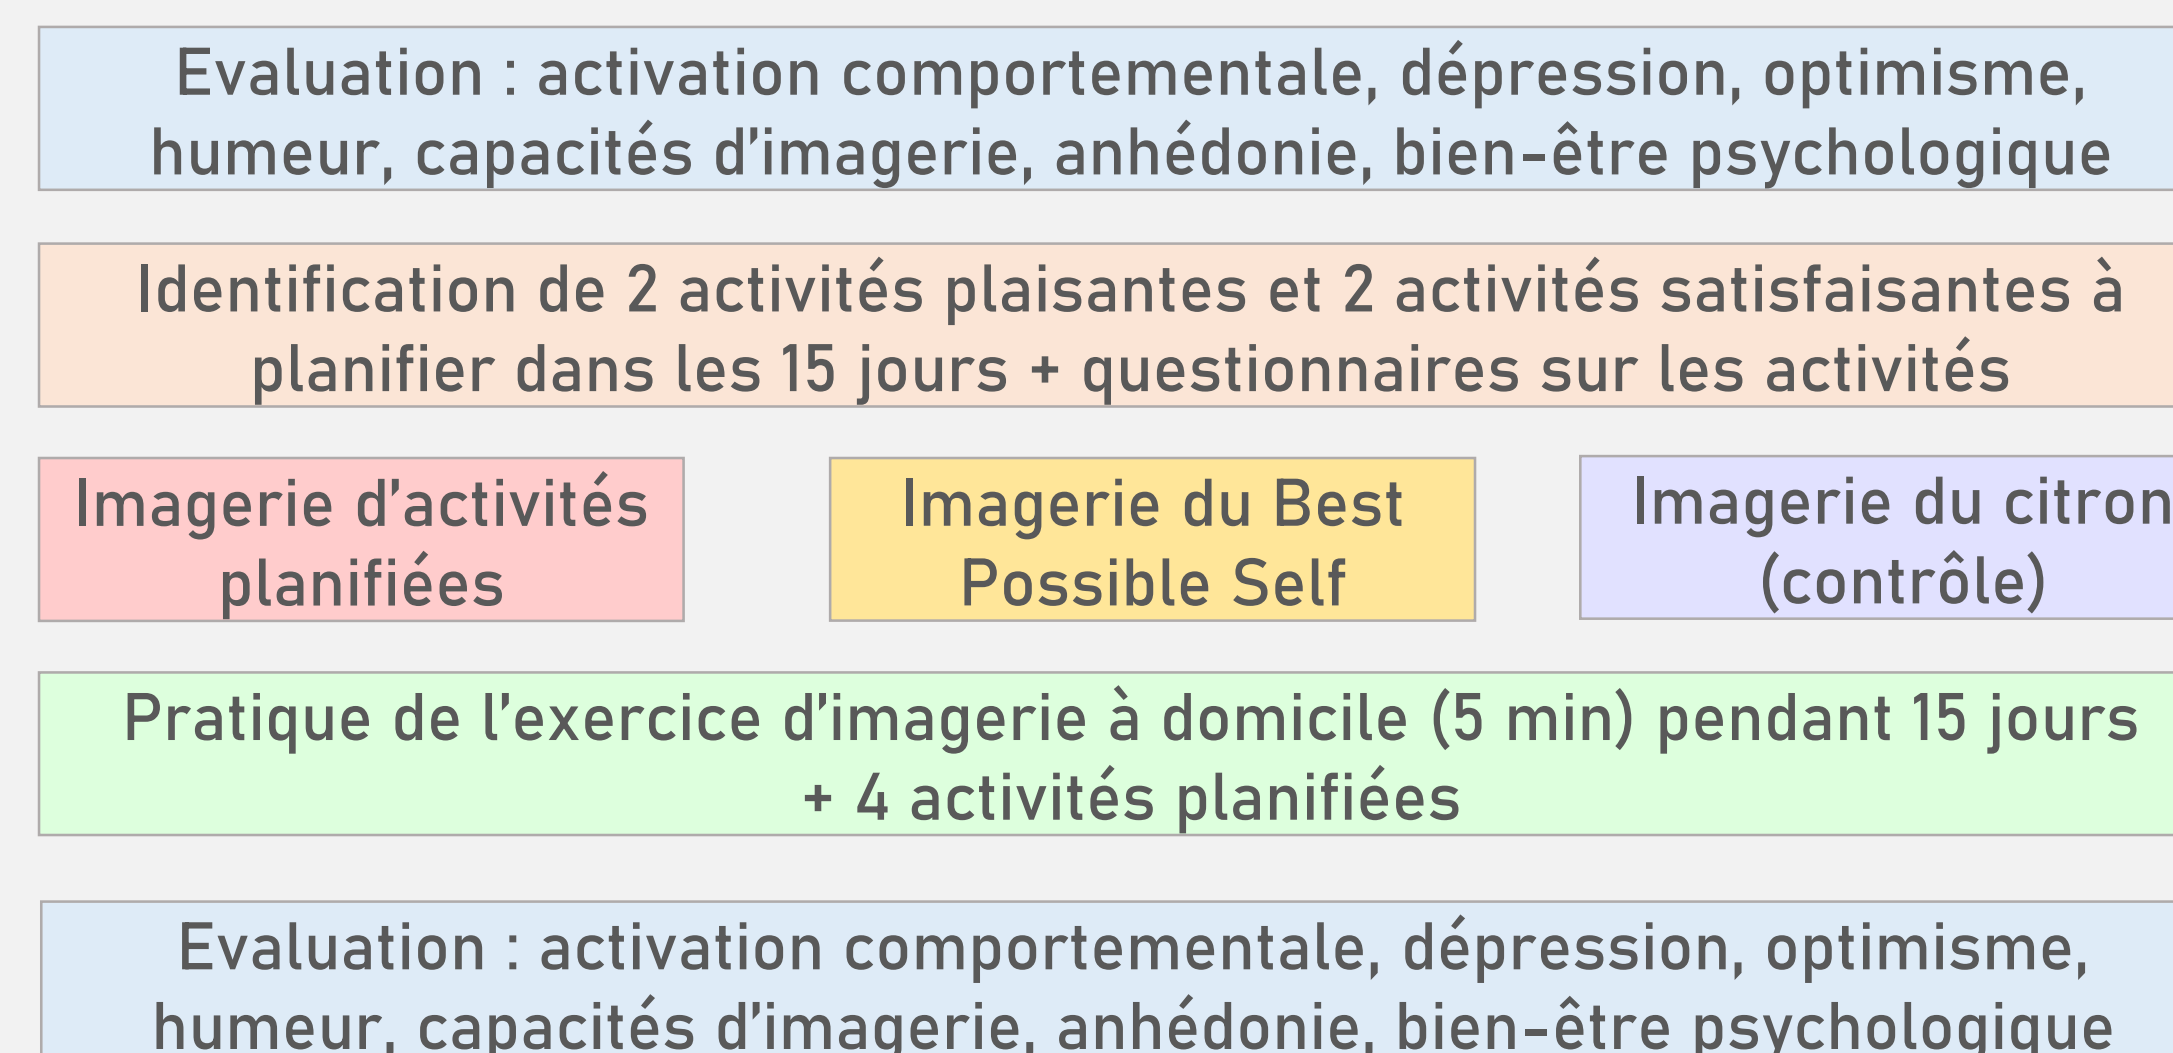 Evaluation : activation comportementale, dépression, optimisme,
humeur, capacités d'imagerie, anhédonie, bien-être psychologique
Identification de 2 activités plaisantes et 2 activités satisfaisantes à
planifier dans les 15 jours + questionnaires sur les activités
Imagerie d'activités
planifiées
Imagerie du Best
Possible Self
Imagerie du citron
(contrôle)
Pratique de l'exercice d'imagerie à domicile (5 min) pendant 15 jours
+ 4 activités planifiées
Evaluation : activation comportementale, dépression, optimisme,
humeur, capacités d'imagerie, anhédonie, bien-être psychologique